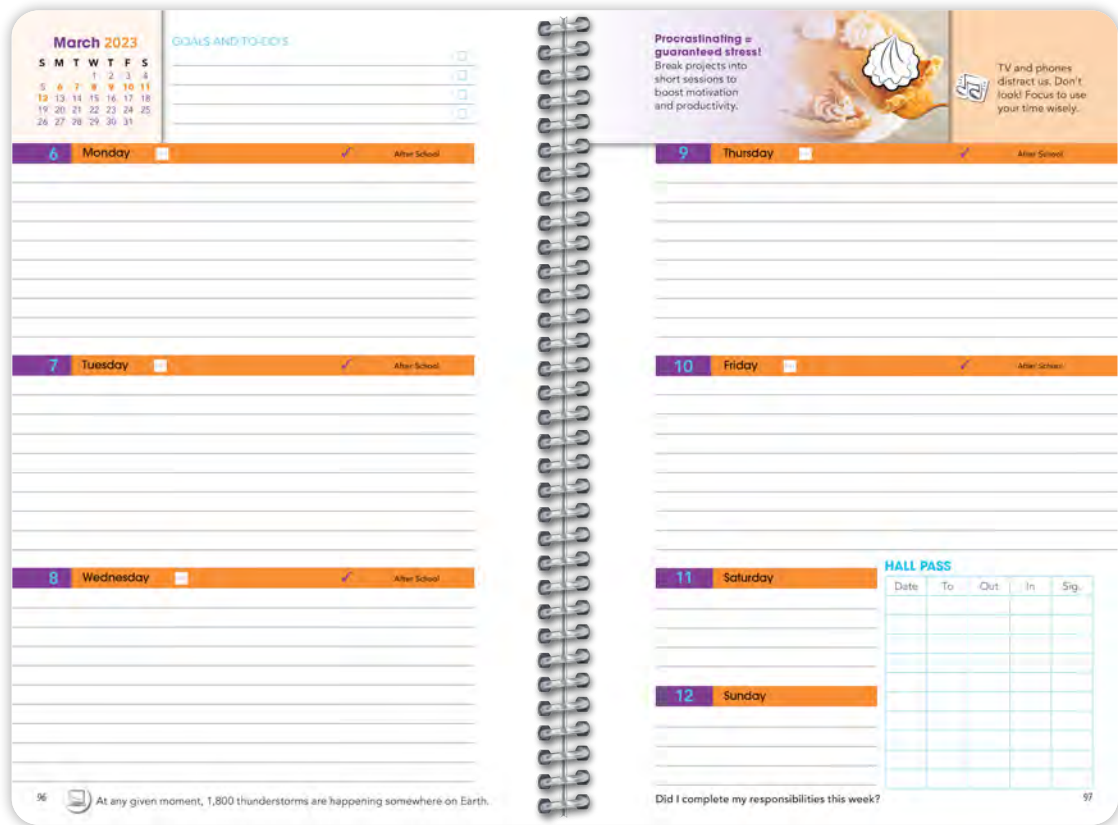 March 2023
S M T W T F S
1 2 3 4
5 6 7 8 9 10 11
12 13 14 15 16 17 18
19 20 21 22 23 24 25
26 27 28 29 30 31
GOALS AND TO-DO'S
6 Monday ✓ After School
7 Tuesday ✓ After School
8 Wednesday ✓ After School
96
At any given moment, 1,800 thunderstorms are happening somewhere on Earth.
Procrastinating =
guaranteed stress!
Break projects into
short sessions to
boost motivation
and productivity.
TV and phones
distract us. Don't
look! Focus to use
your time wisely.
9 Thursday ✓ After School
10 Friday ✓ After School
11 Saturday
12 Sunday
HALL PASS
Date To Out In Sig.
Did I complete my responsibilities this week?
97